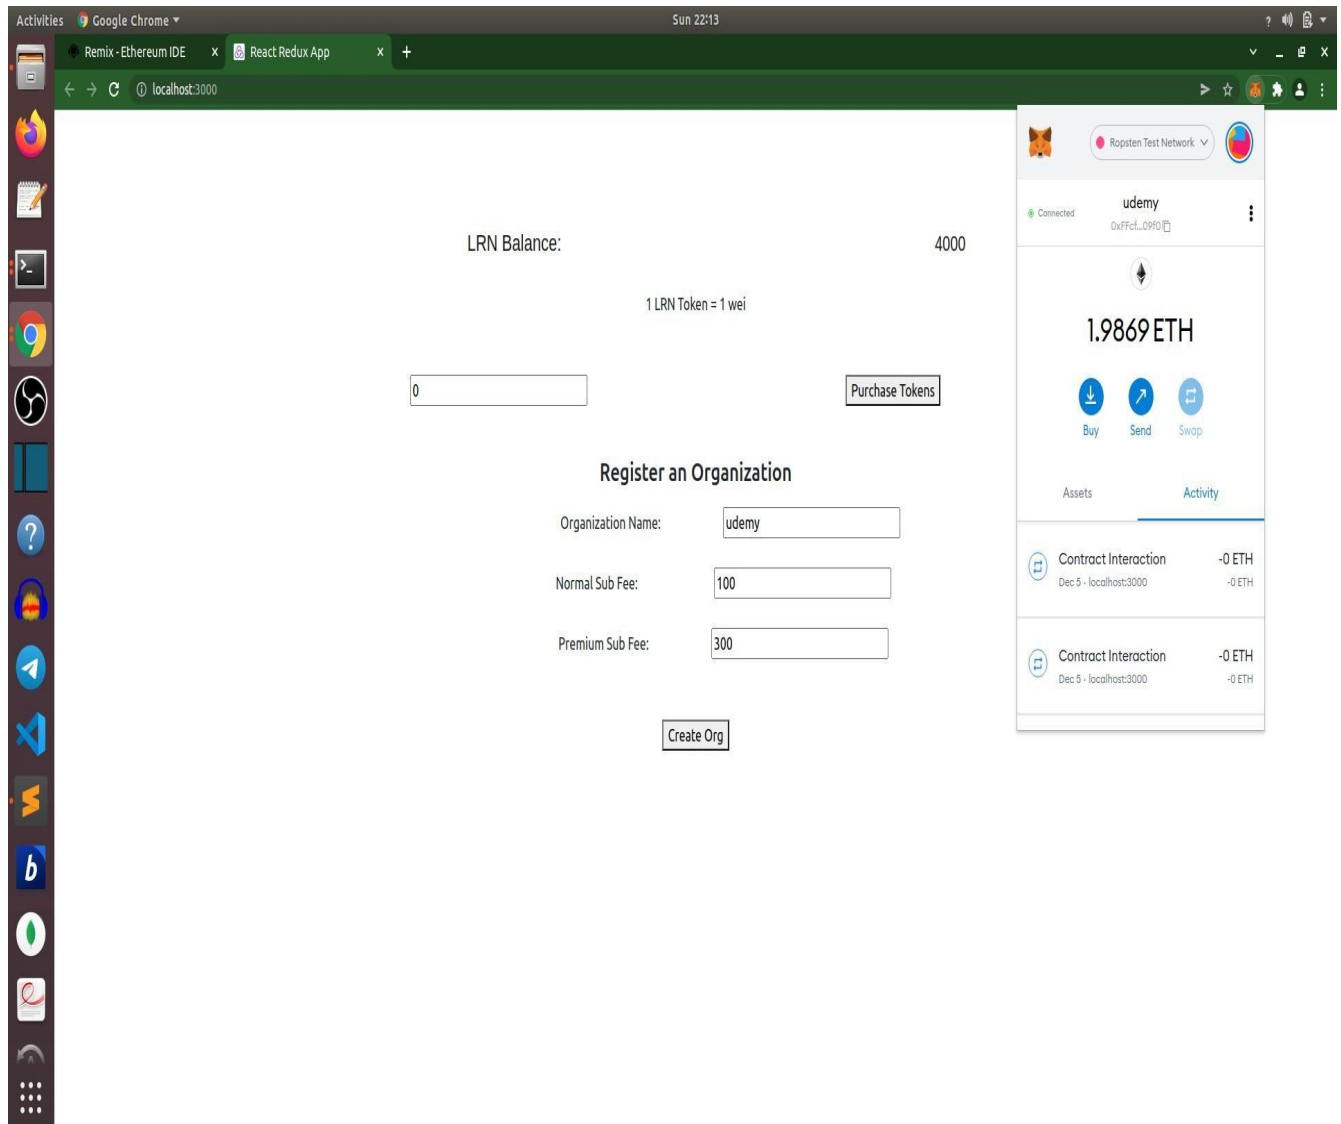 Activities Google Chrome Sun 22:13 ?
Remix - Ethereum IDE x React Redux App x +
localhost:3000
Ropsten Test Network
Connected udemy
0xFFcf...09f0
LRN Balance: 4000
1 LRN Token = 1 wei
1.9869 ETH
0 Purchase Tokens
Buy Send Swap
Register an Organization
Assets Activity
Organization Name: udemy
Contract Interaction -0 ETH
Dec 5 · localhost:3000 -0 ETH
Normal Sub Fee: 100
Premium Sub Fee: 300
Contract Interaction -0 ETH
Dec 5 · localhost:3000 -0 ETH
Create Org
b